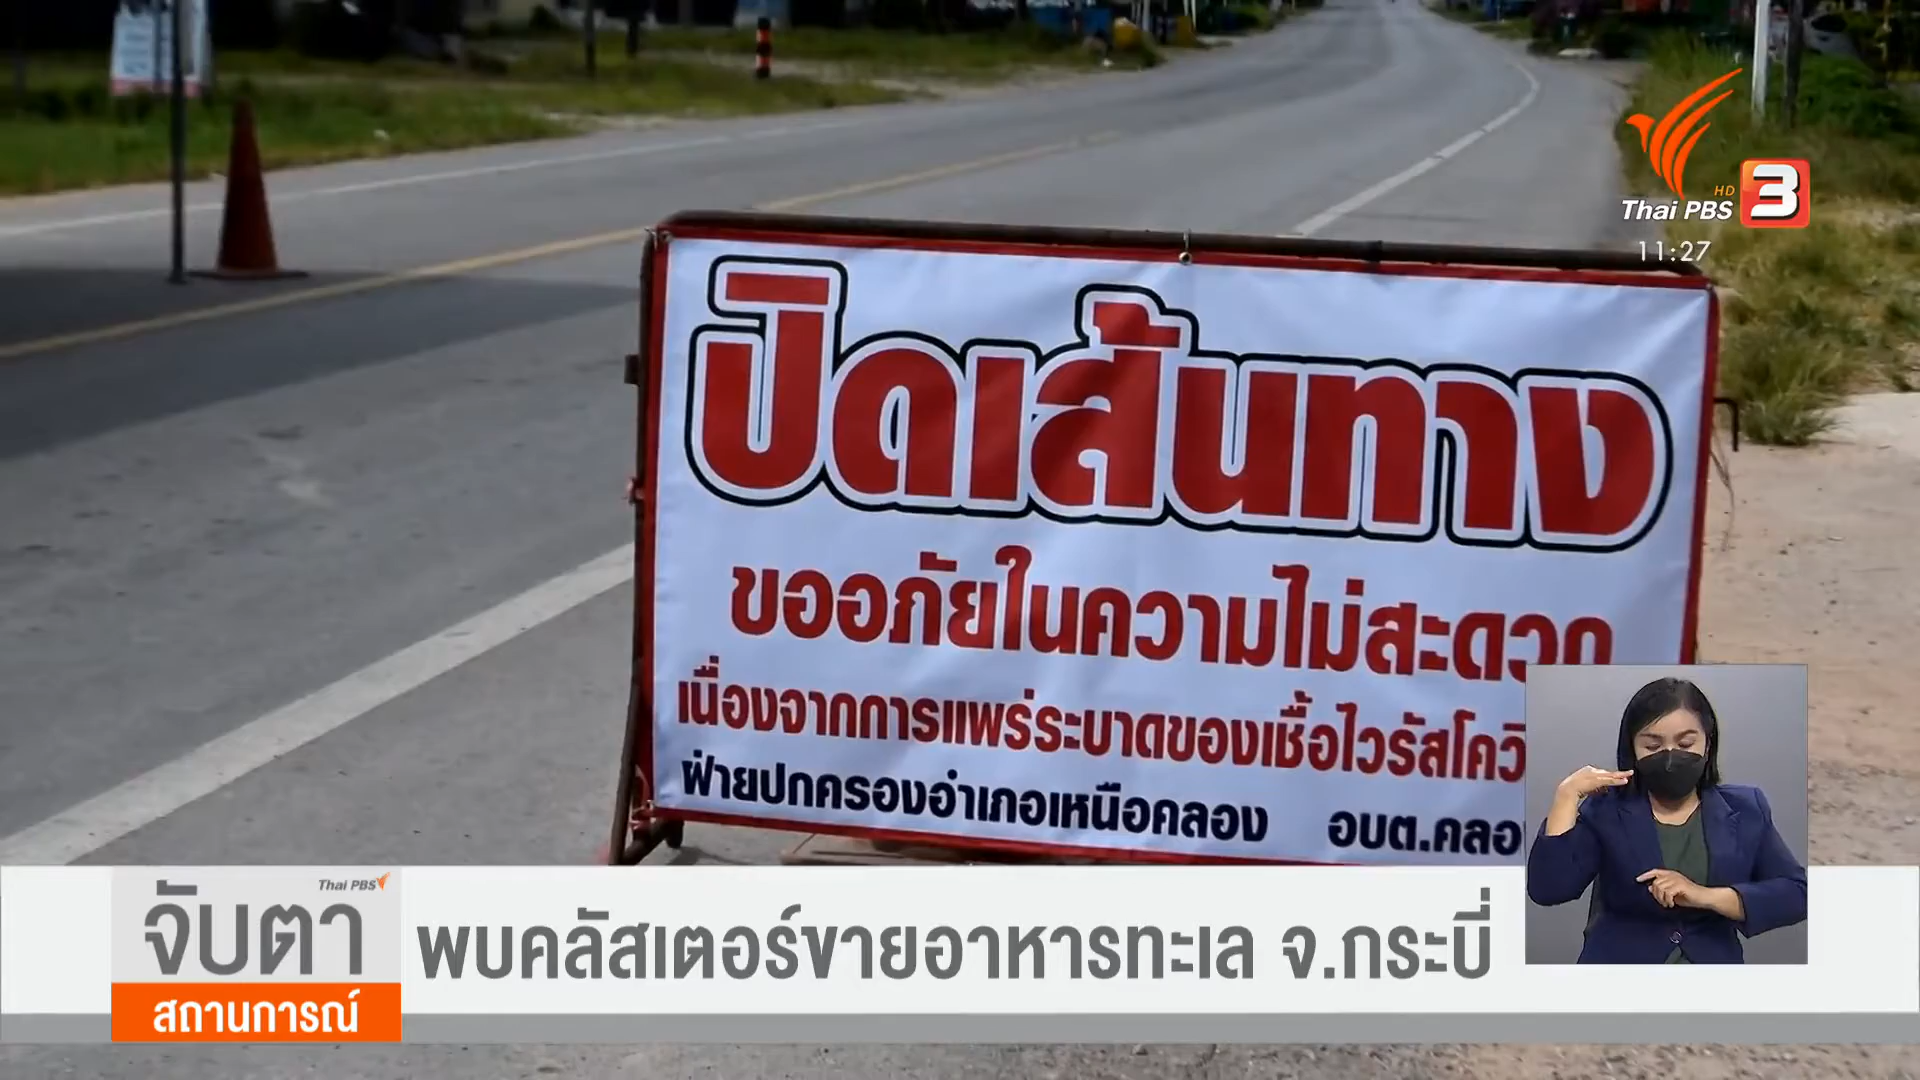 HD
Thai PBS 3
11:27
ปิดเส้นทาง
ขออภัยในความไม่สะดวก
เนื่องจากการแพร่ระบาดของเชื้อไวรัสโควิ
ฝ่ายปกครองอำเภอเหนือคลอง อบต.คลอ
Thai PBS
จับตา
สถานการณ์
พบคลัสเตอร์ขายอาหารทะเล จ.กระบี่